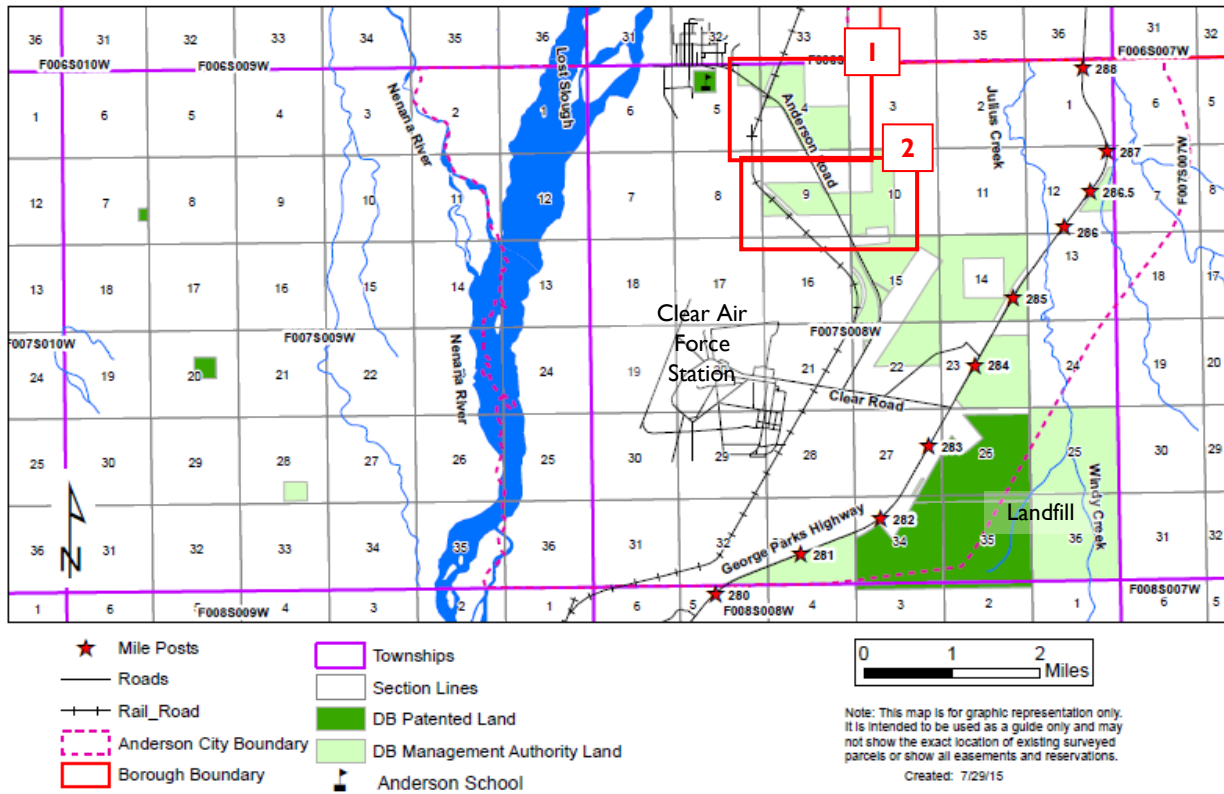 36 31 32 33 34 35 36 31 32 33 35 36 31 32
F006S010W F006S009W F006S007W
1 2 288
1 6 5 4 3 2 1 6 5 4 3 2 1 6 5
Nenana River Lost Slough Anderson Road Julius Creek
287
12 7 8 9 10 11 12 7 8 9 10 11 12 7 8
286.5
F007S007W
286
13 18 17 16 15 14 13 18 17 15 14 13 18 17
285
Clear Air
Force
Station
F007S010W F007S009W F007S008W
24 19 20 21 22 19 20 21 22 23 24 19 20
284
Nenana River
Clear Road
283
25 30 29 28 27 26 25 30 29 28 27 26 25 30 29
Landfill
Windy Creek
282
George Parks Highway
36 31 32 33 34 35 36 31 32 34 35 36 31 32
281
280
F008S009W F008S008W F008S007W
1 6 5 4 3 2 1 6 5 4 3 2 1 6 5
Mile Posts
Roads
Rail_Road
Anderson City Boundary
Borough Boundary
Townships
Section Lines
DB Patented Land
DB Management Authority Land
Anderson School
0 1 2
Miles
N
Note: This map is for graphic representation only.
It is intended to be used as a guide only and may
not show the exact location of existing surveyed
parcels or show all easements and reservations.
Created: 7/29/15